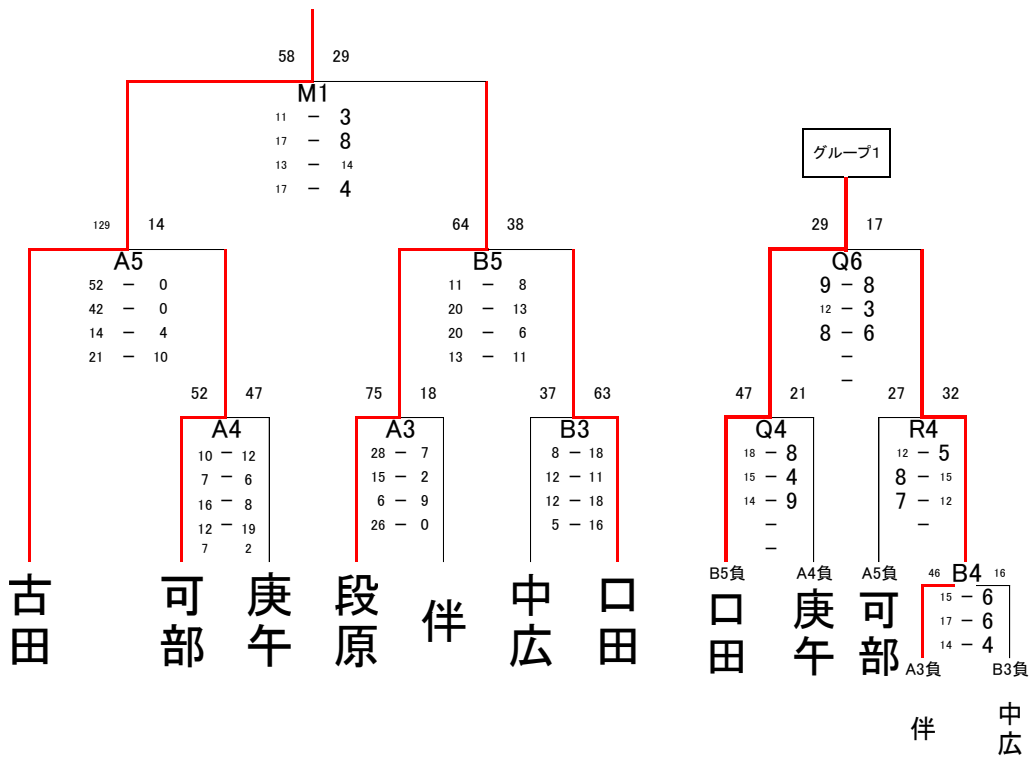 58 29
M1
11 － 3
17 － 8
13 － 14
17 － 4
グループ1
129 14
A5
52 － 0
42 － 0
14 － 4
21 － 10
64 38
B5
11 － 8
20 － 13
20 － 6
13 － 11
29 17
Q6
9 － 8
12 － 3
8 － 6
－
－
52 47
A4
10 － 12
7 － 6
16 － 8
12 － 19
7 2
75 18
A3
28 － 7
15 － 2
6 － 9
26 － 0
37 63
B3
8 － 18
12 － 11
12 － 18
5 － 16
47 21
Q4
18 － 8
15 － 4
14 － 9
－
－
27 32
R4
12 － 5
8 － 15
7 － 12
－
古田
可部
庚午
段原
伴
中広
口田
B5負
口田
A4負
庚午
A5負
可部
46 16
B4
15 － 6
17 － 6
14 － 4
A3負
伴
B3負
中広